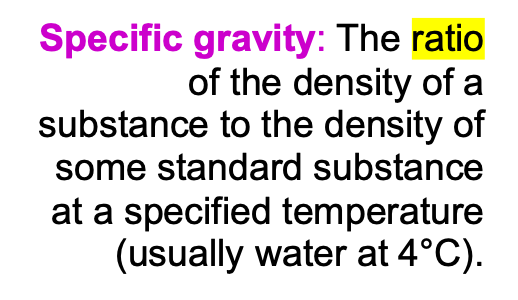 Specific gravity: The ratio
of the density of a
substance to the density of
some standard substance
at a specified temperature
(usually water at 4°C).